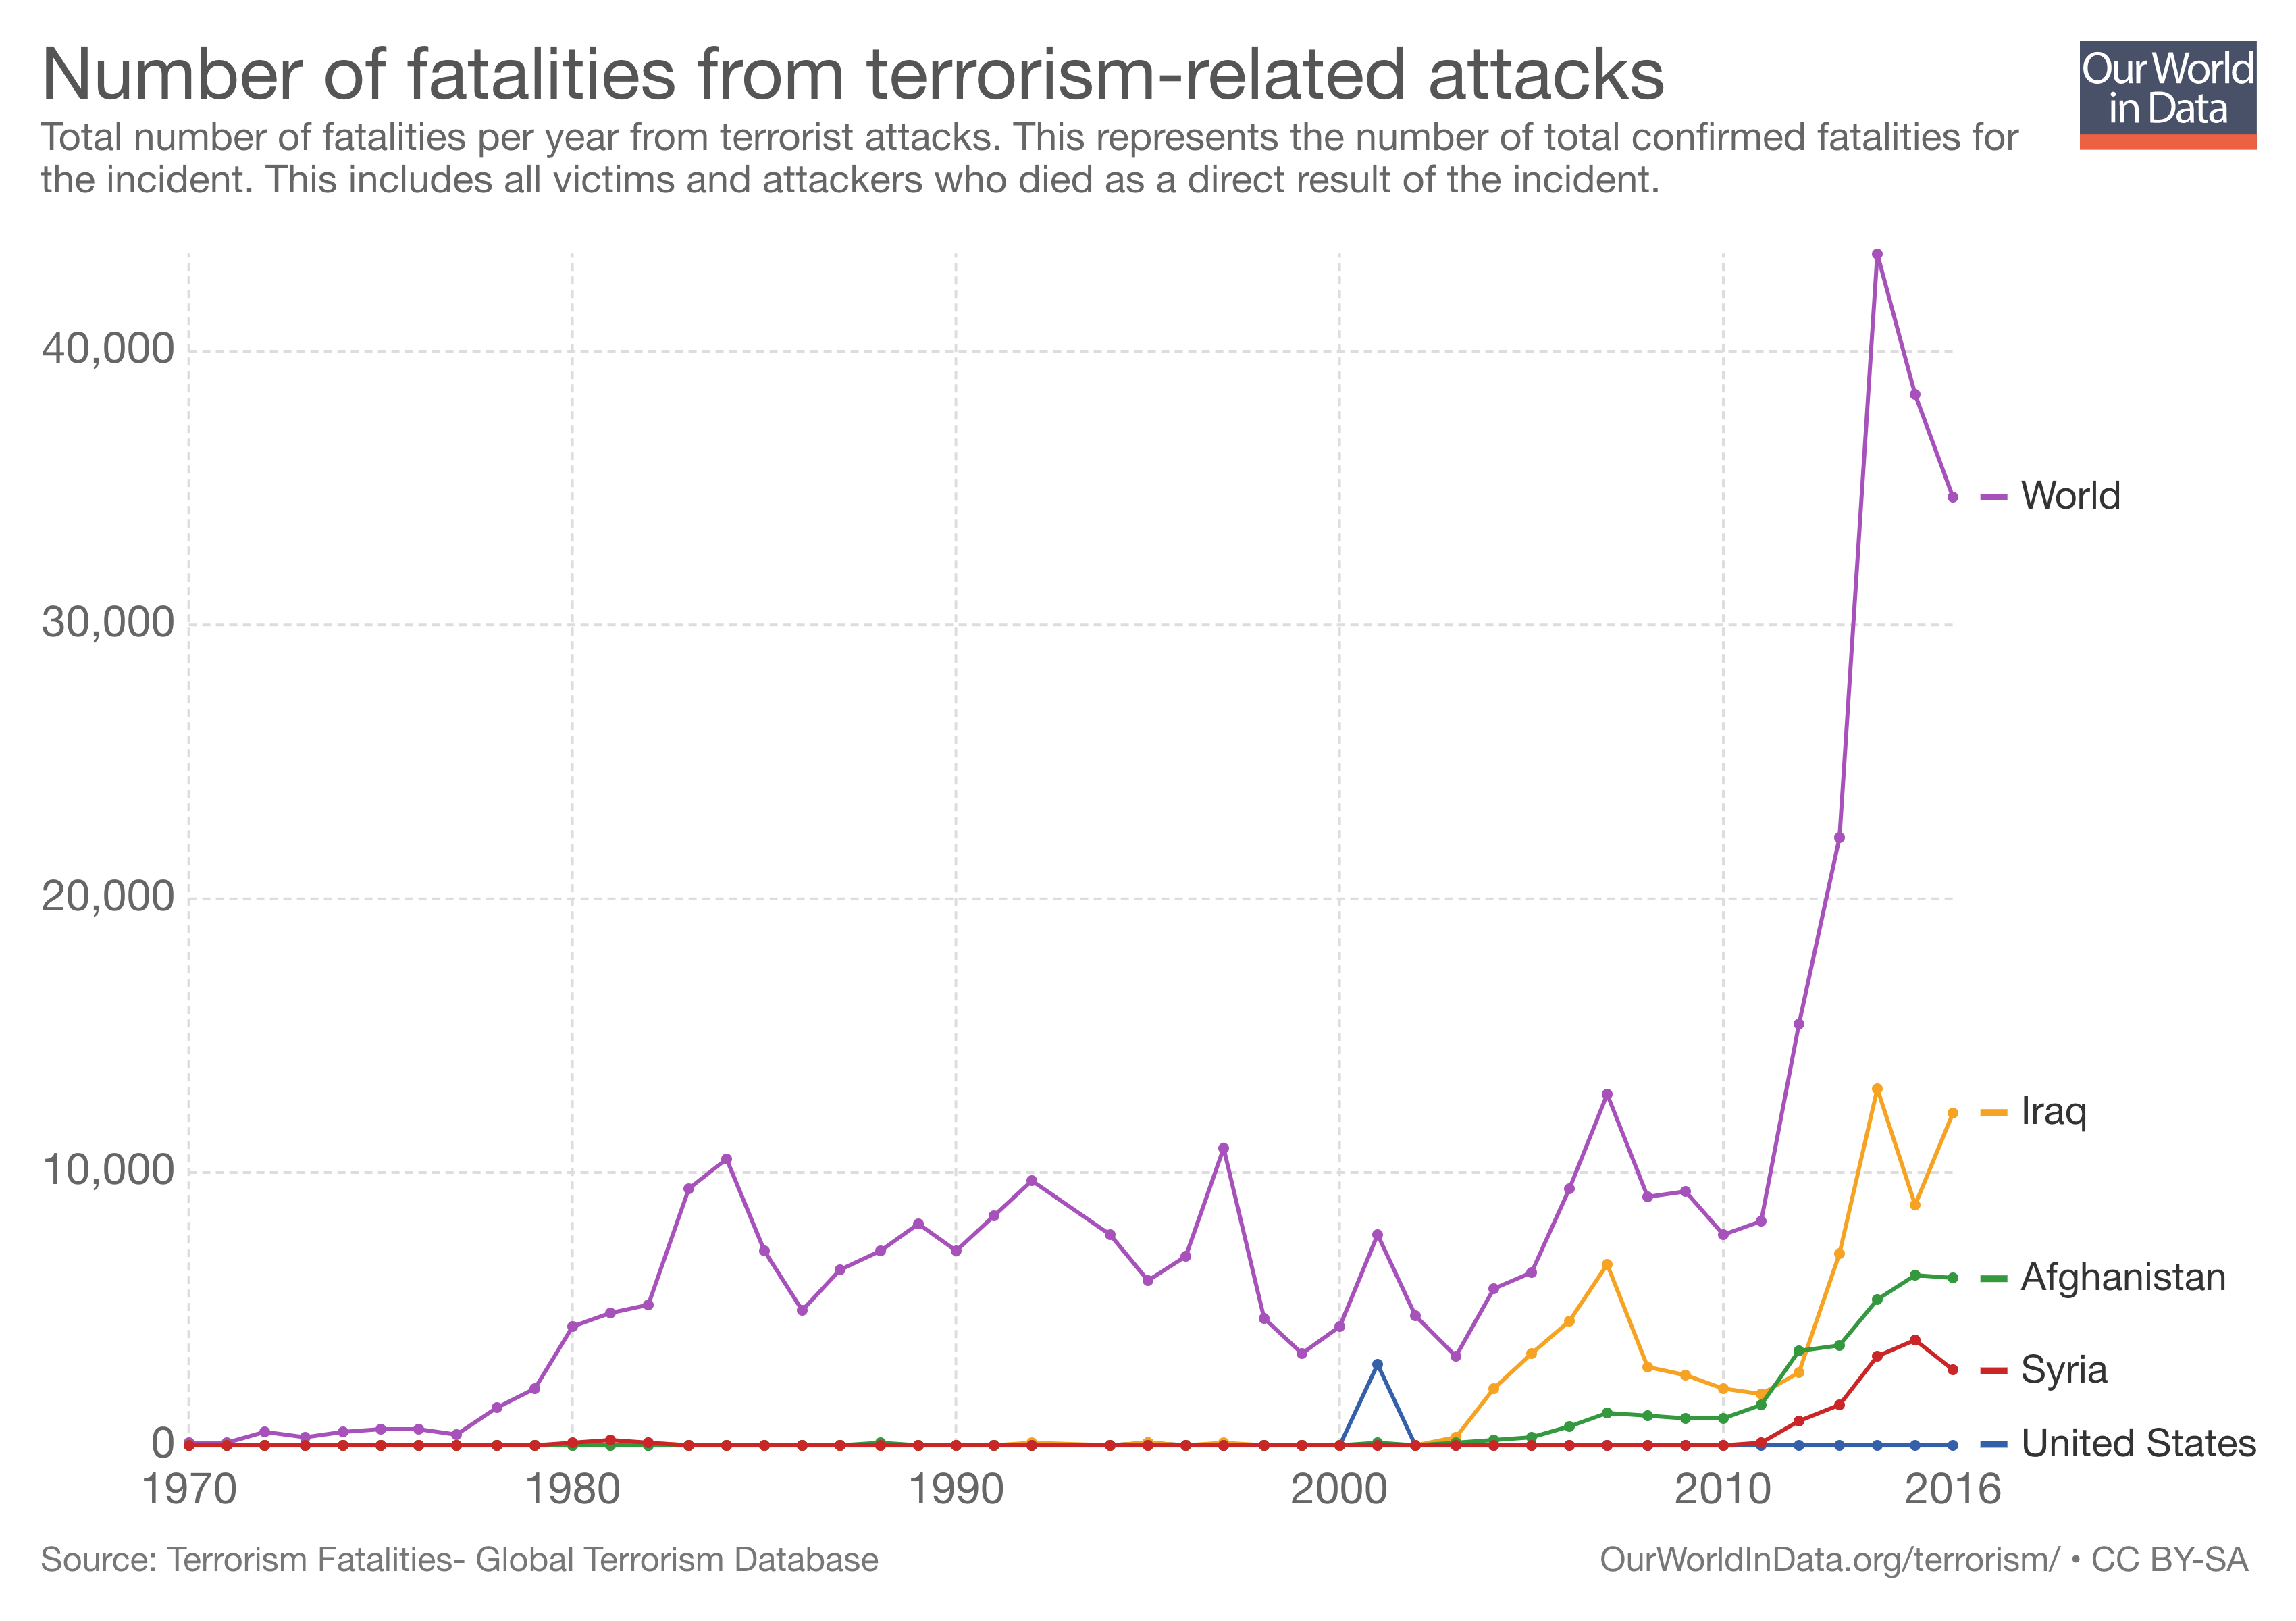 Number of fatalities from terrorism-related attacks
Our World
in Data
Total number of fatalities per year from terrorist attacks. This represents the number of total confirmed fatalities for
the incident. This includes all victims and attackers who died as a direct result of the incident.
40,000
30,000
20,000
10,000
0
World
Iraq
Afghanistan
Syria
United States
1970
1980
1990
2000
2010
2016
Source: Terrorism Fatalities- Global Terrorism Database
OurWorldInData.org/terrorism/ • CC BY-SA